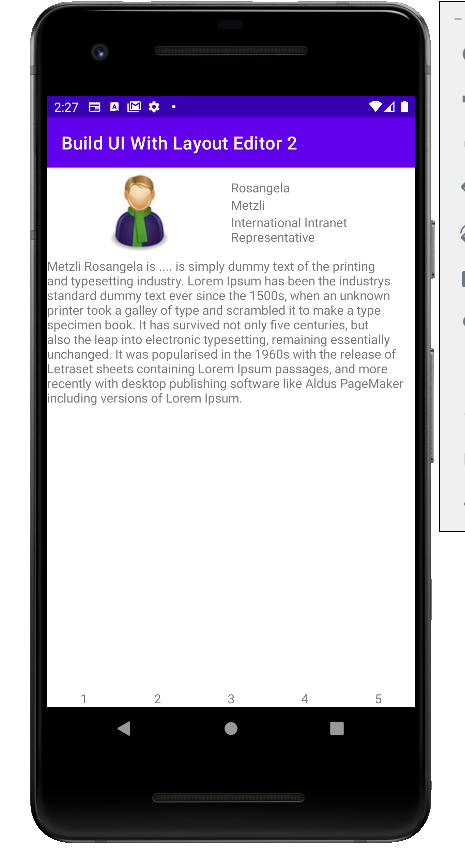 2:27
Build UI With Layout Editor 2
Rosangela
Metzli
International Intranet
Representative
Metzli Rosangela is .... is simply dummy text of the printing
and typesetting industry. Lorem Ipsum has been the industrys
standard dummy text ever since the 1500s, when an unknown
printer took a galley of type and scrambled it to make a type
specimen book. It has survived not only five centuries, but
also the leap into electronic typesetting, remaining essentially
unchanged. It was popularised in the 1960s with the release of
Letraset sheets containing Lorem Ipsum passages, and more
recently with desktop publishing software like Aldus PageMaker
including versions of Lorem Ipsum.
1 2 3 4 5